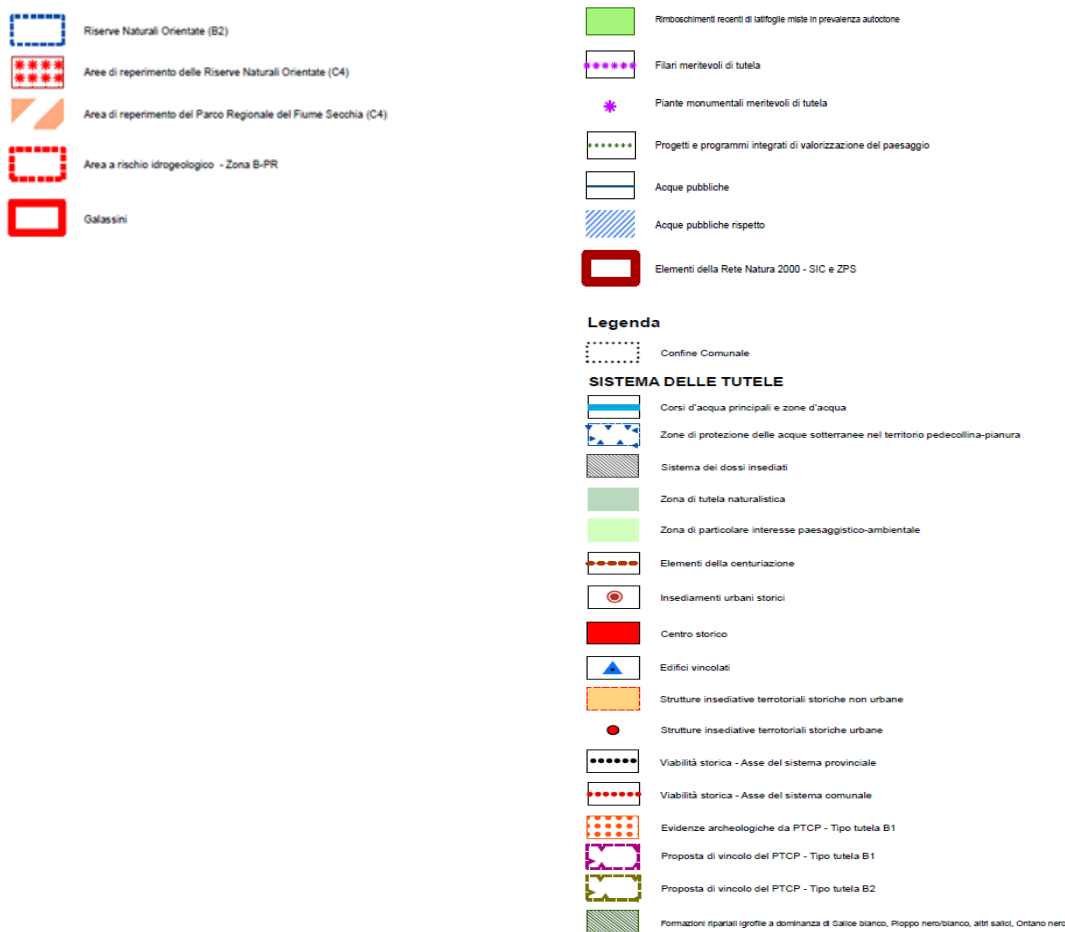 Riserve Naturali Orientate (B2)
Aree di reperimento delle Riserve Naturali Orientate (C4)
Area di reperimento del Parco Regionale del Fiume Secchia (C4)
Area a rischio idrogeologico - Zona B-PR
Galassini
Rimboschimenti recenti di latifoglie miste in prevalenza autoctone
Filari meritevoli di tutela
Piante monumentali meritevoli di tutela
Progetti e programmi integrati di valorizzazione del paesaggio
Acque pubbliche
Acque pubbliche rispetto
Elementi della Rete Natura 2000 - SIC e ZPS
Legenda
Confine Comunale
SISTEMA DELLE TUTELE
Corsi d'acqua principali e zone d'acqua
Zone di protezione delle acque sotterranee nel territorio pedecollina-pianura
Sistema dei dossi insediati
Zona di tutela naturalistica
Zona di particolare interesse paesaggistico-ambientale
Elementi della centuriazione
Insediamenti urbani storici
Centro storico
Edifici vincolati
Strutture insediative terrotoriali storiche non urbane
Strutture insediative terrotoriali storiche urbane
Viabilità storica - Asse del sistema provinciale
Viabilità storica - Asse del sistema comunale
Evidenze archeologiche da PTCP - Tipo tutela B1
Proposta di vincolo del PTCP - Tipo tutela B1
Proposta di vincolo del PTCP - Tipo tutela B2
Formazioni ripariali igrofile a dominanza di Salice bianco, Pioppo nero/bianco, altri salici, Ontano nero